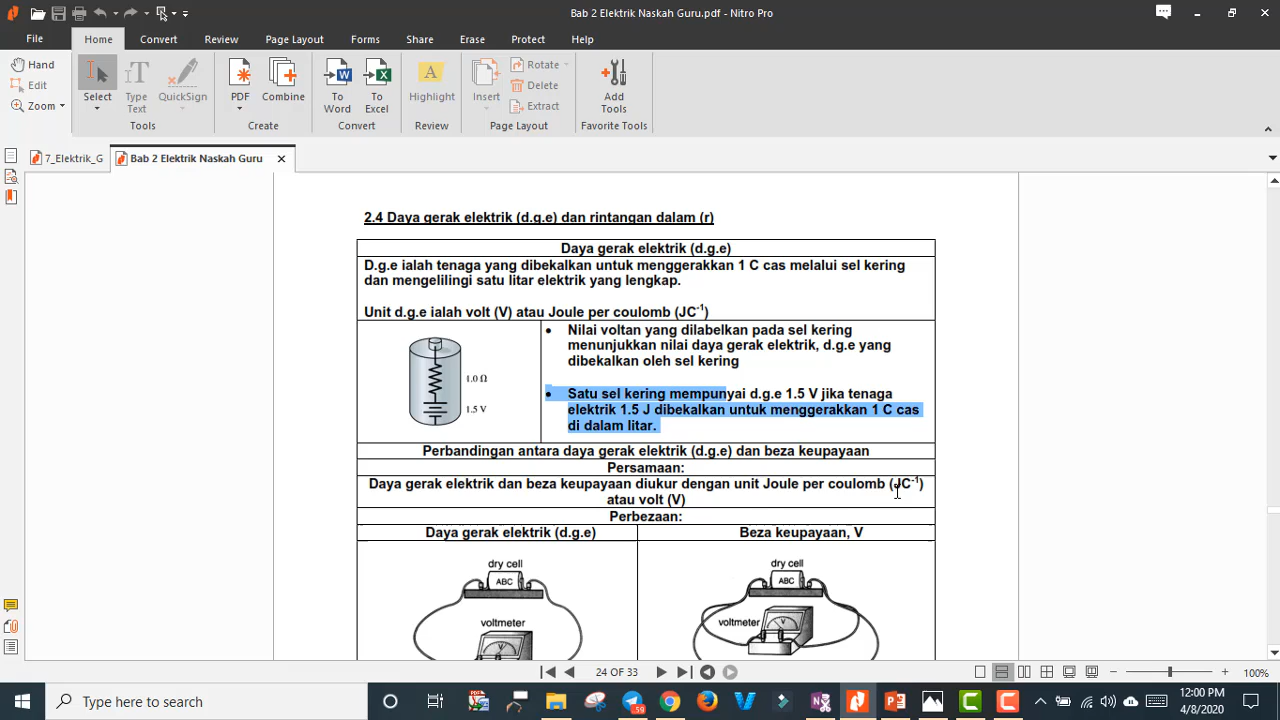 Bab 2 Elektrik Naskah Guru.pdf - Nitro Pro
File Home Convert Review Page Layout Forms Share Erase Protect Help
Hand
Edit
Zoom
Select
Type Text
QuickSign
Tools
PDF
Combine
Create
To Word
To Excel
Convert
Highlight
Review
Insert
Rotate
Delete
Extract
Page Layout
Add Tools
Favorite Tools
7_Elektrik_G
Bab 2 Elektrik Naskah Guru
2.4 Daya gerak elektrik (d.g.e) dan rintangan dalam (r)
Daya gerak elektrik (d.g.e)
D.g.e ialah tenaga yang dibekalkan untuk menggerakkan 1 C cas melalui sel kering
dan mengelilingi satu litar elektrik yang lengkap.
Unit d.g.e ialah volt (V) atau Joule per coulomb (JC⁻¹)
1.0 Ω
1.5 V
• Nilai voltan yang dilabelkan pada sel kering
menunjukkan nilai daya gerak elektrik, d.g.e yang
dibekalkan oleh sel kering
• Satu sel kering mempunyai d.g.e 1.5 V jika tenaga
elektrik 1.5 J dibekalkan untuk menggerakkan 1 C cas
di dalam litar.
Perbandingan antara daya gerak elektrik (d.g.e) dan beza keupayaan
Persamaan:
Daya gerak elektrik dan beza keupayaan diukur dengan unit Joule per coulomb (JC⁻¹)
atau volt (V)
Perbezaan:
Daya gerak elektrik (d.g.e)
Beza keupayaan, V
dry cell
ABC
voltmeter
V
dry cell
ABC
voltmeter
V
24 OF 33
100%
Type here to search
59
12:00 PM
4/8/2020